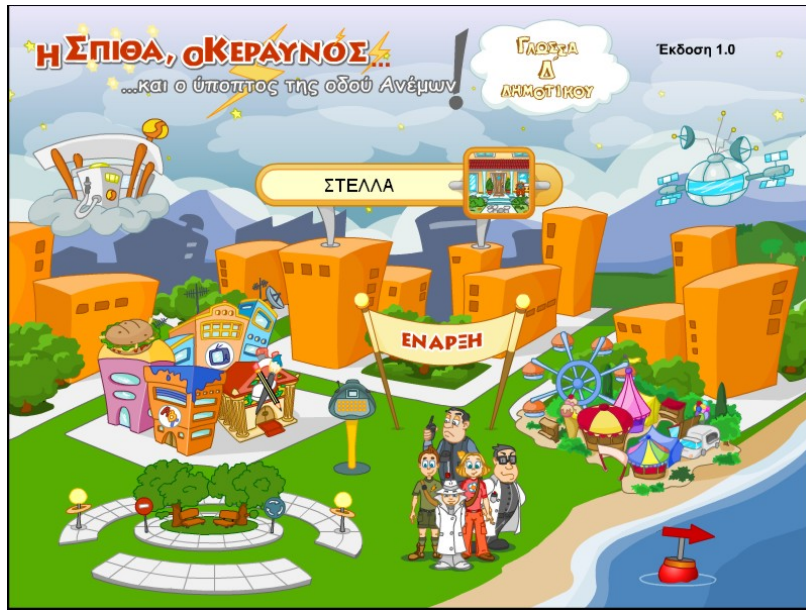 Η ΣΠΙΘΑ, Ο ΚΕΡΑΥΝΟΣ...
...και ο ύποπτος της οδού Ανέμων!
ΓΛΩΣΣΑ
Δ
ΔΗΜΟΤΙΚΟΥ
Έκδοση 1.0
ΣΤΕΛΛΑ
ΕΝΑΡΞΗ